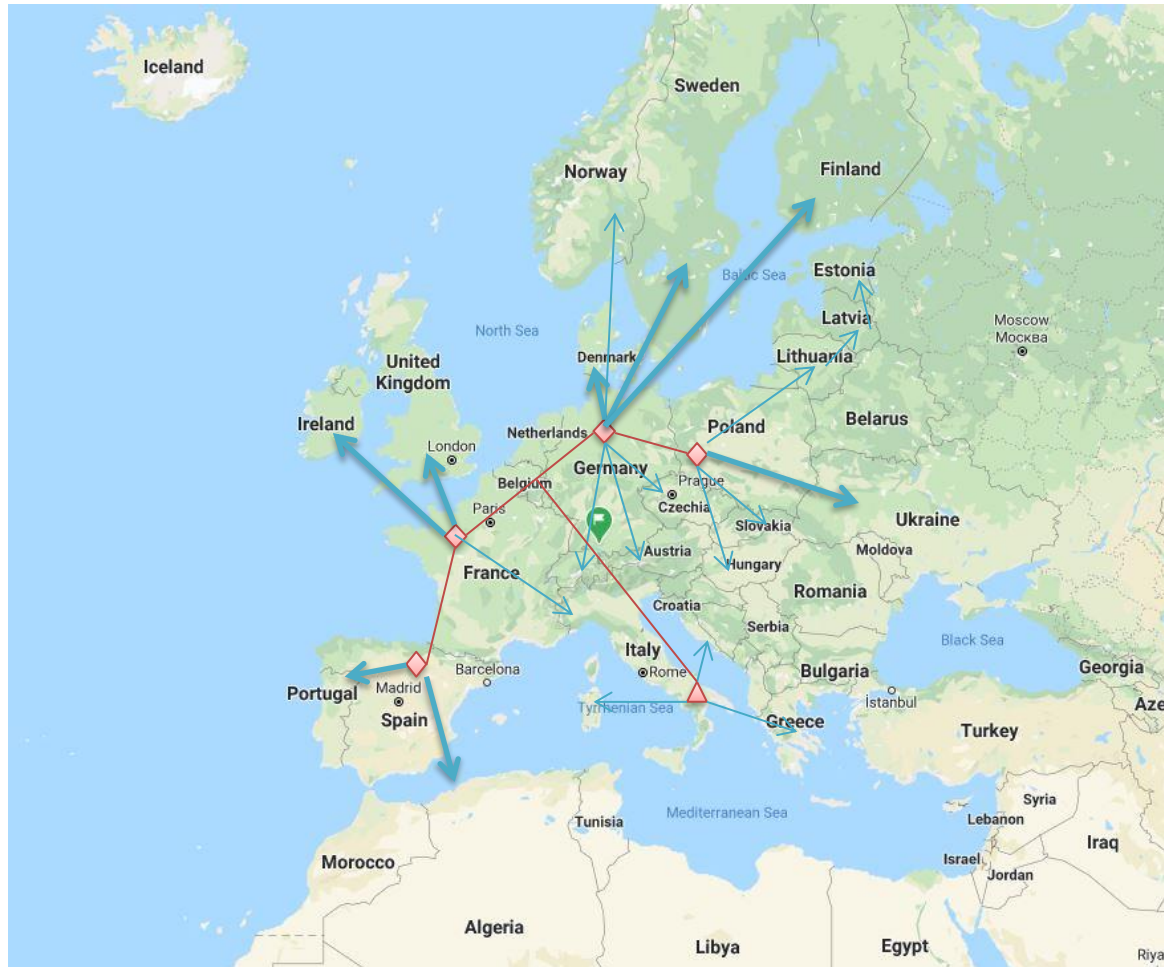 Iceland
Sweden
Norway
Finland
Estonia
Baltic Sea
Latvia
Moscow
Москва
North Sea
Denmark
Lithuania
United
Kingdom
Ireland
Belarus
Poland
Netherlands
London
Germany
Prague
Belgium
Czechia
Paris
Slovakia
Ukraine
Austria
Moldova
Hungary
France
Romania
Croatia
Serbia
Italy
Black Sea
Barcelona
Rome
Bulgaria
Georgia
Portugal
Madrid
İstanbul
Aze
Tyrrhenian Sea
Spain
Greece
Turkey
Syria
Mediterranean Sea
Lebanon
Tunisia
Iraq
Israel
Morocco
Jordan
Algeria
Libya
Egypt
Riya